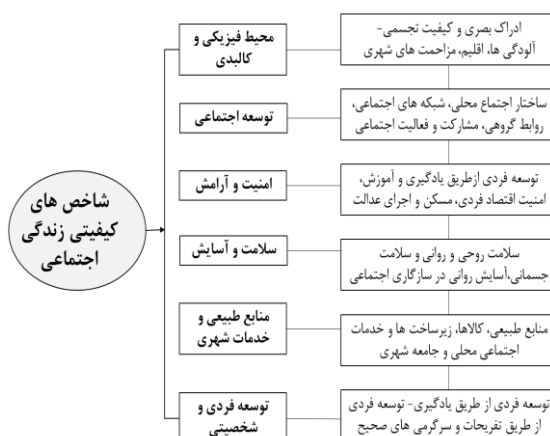 شاخص های
کیفیتی زندگی
اجتماعی
محیط فیزیکی و
کالبدی
ادراک بصری و کیفیت تجسمی-
آلودگی ها، اقلیم، مزاحمت های شهری
توسعه اجتماعی
ساختار اجتماع محلی، شبکه های اجتماعی،
روابط گروهی، مشارکت و فعالیت اجتماعی
امنیت و آرامش
توسعه فردی ازطریق یادگیری و آموزش،
امنیت اقتصاد فردی، مسکن و اجرای عدالت
سلامت و آسایش
سلامت روحی و روانی و سلامت
جسمانی،آسایش روانی در سازگاری اجتماعی
منابع طبیعی و
خدمات شهری
منابع طبیعی، کالاها، زیرساخت ها و خدمات
اجتماعی محلی و جامعه شهری
توسعه فردی و
شخصیتی
توسعه فردی از طریق یادگیری- توسعه فردی
از طریق تفریحات و سرگرمی های صحیح